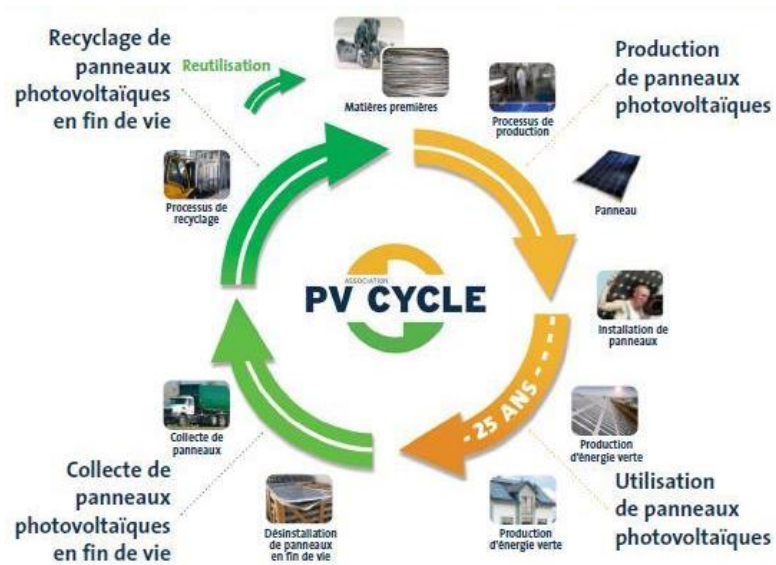 Recyclage de
panneaux
photovoltaïques
en fin de vie
Reutilisation
Matières premières
Processus de
production
Production
de panneaux
photovoltaïques
Processus de
recyclage
Panneau
ASSOCIATION
PV CYCLE
Installation de
panneaux
- 25 ANS -
Collecte de
panneaux
Production
d'énergie verte
Collecte de
panneaux
photovoltaïques
en fin de vie
Désinstallation
de panneaux
en fin de vie
Production
d'énergie verte
Utilisation
de panneaux
photovoltaïques